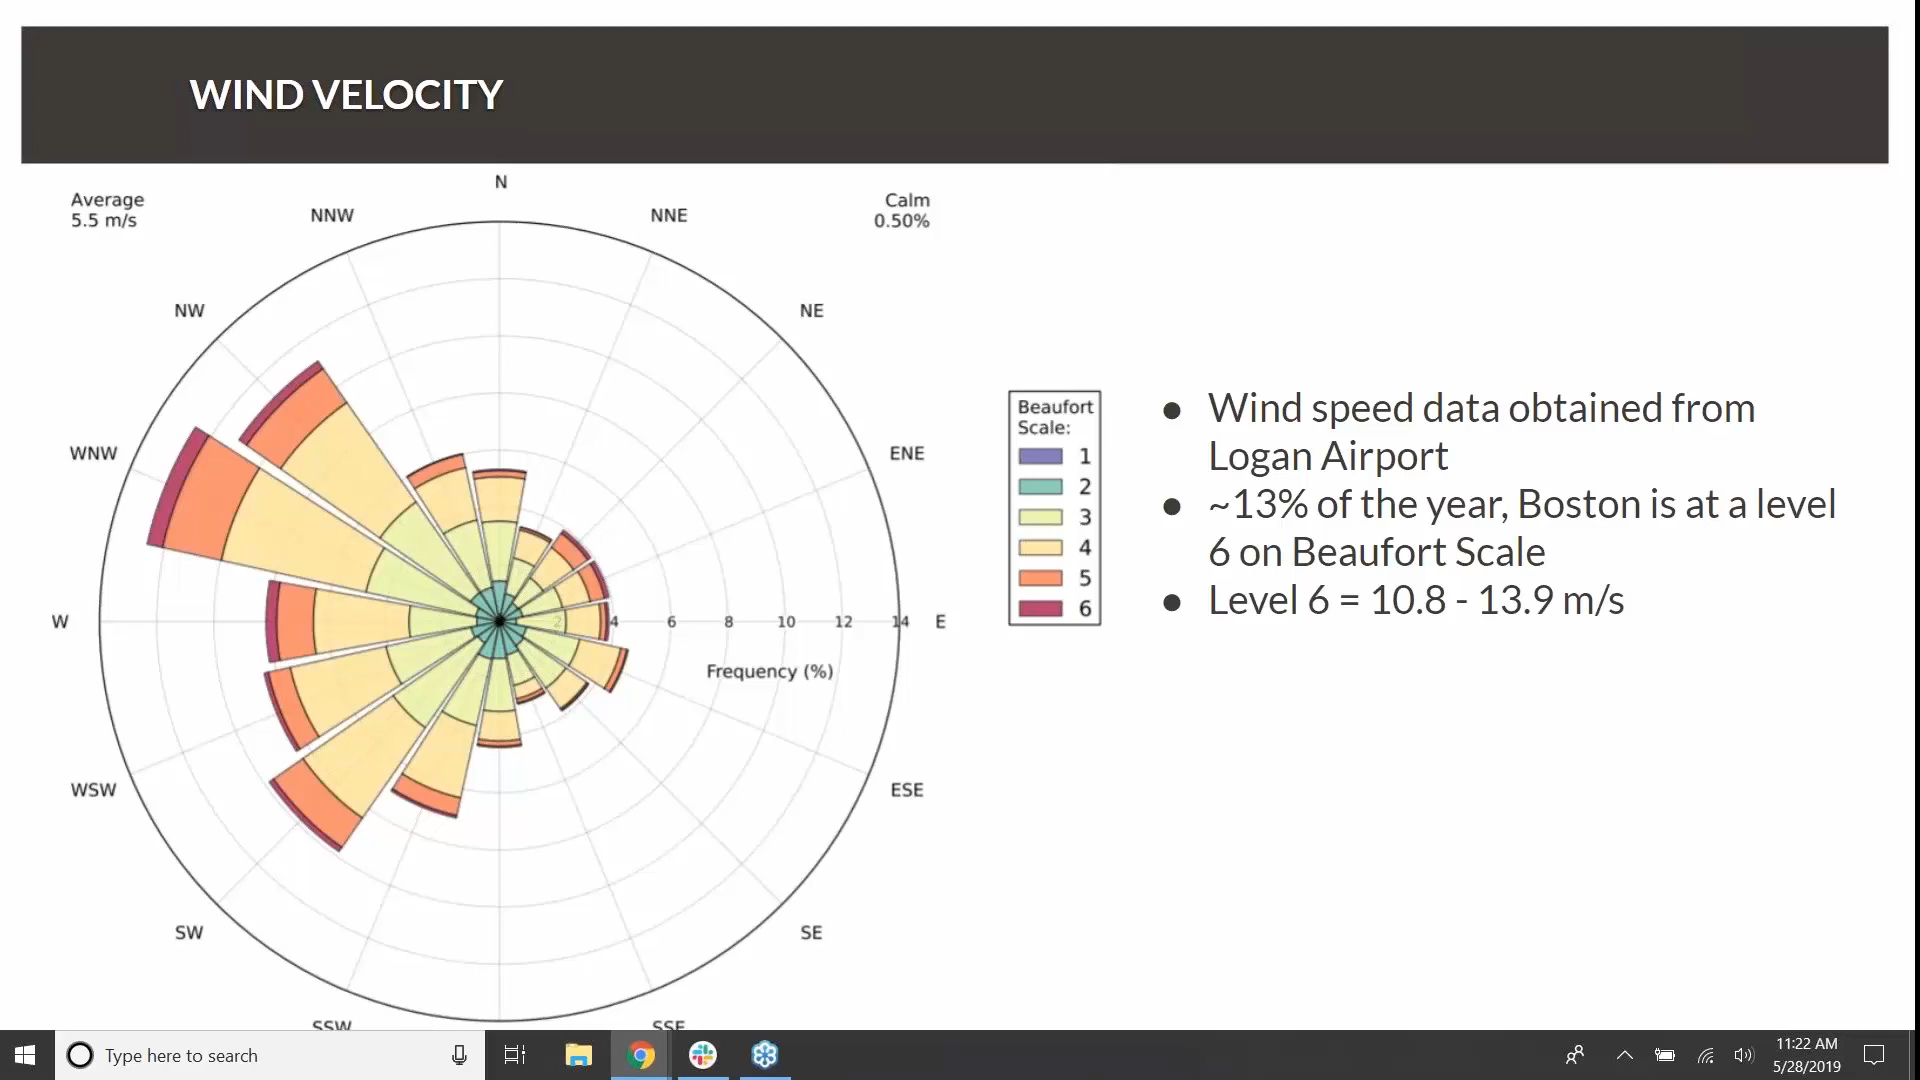 WIND VELOCITY
Average
5.5 m/s
N
Calm
0.50%
NNW
NNE
NW
NE
WNW
ENE
W
2
4
6
8
10
12
14
E
Frequency (%)
WSW
ESE
SW
SE
SSW
SSE
Beaufort
Scale:
1
2
3
4
5
6
● Wind speed data obtained from
Logan Airport
● ~13% of the year, Boston is at a level
6 on Beaufort Scale
● Level 6 = 10.8 - 13.9 m/s
Type here to search
11:22 AM
5/28/2019